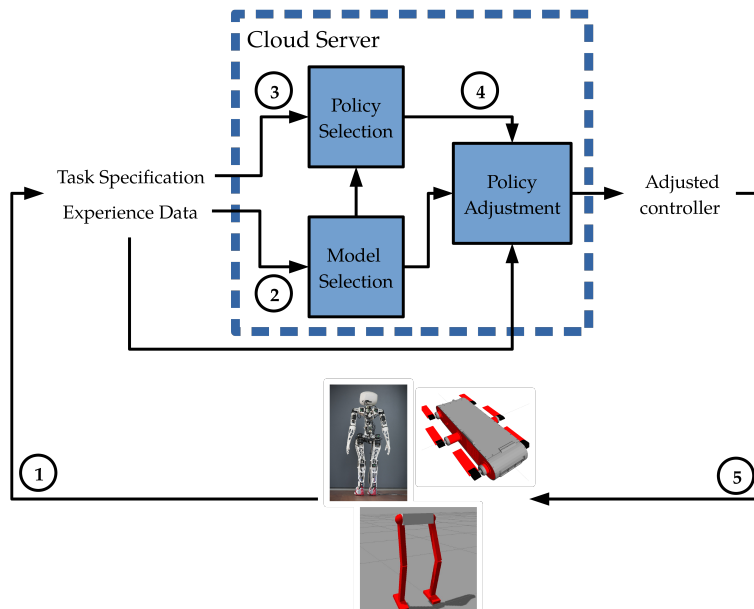 Cloud Server
3
4
Policy
Selection
Task Specification
Experience Data
Policy
Adjustment
Adjusted
controller
Model
Selection
2
1
5